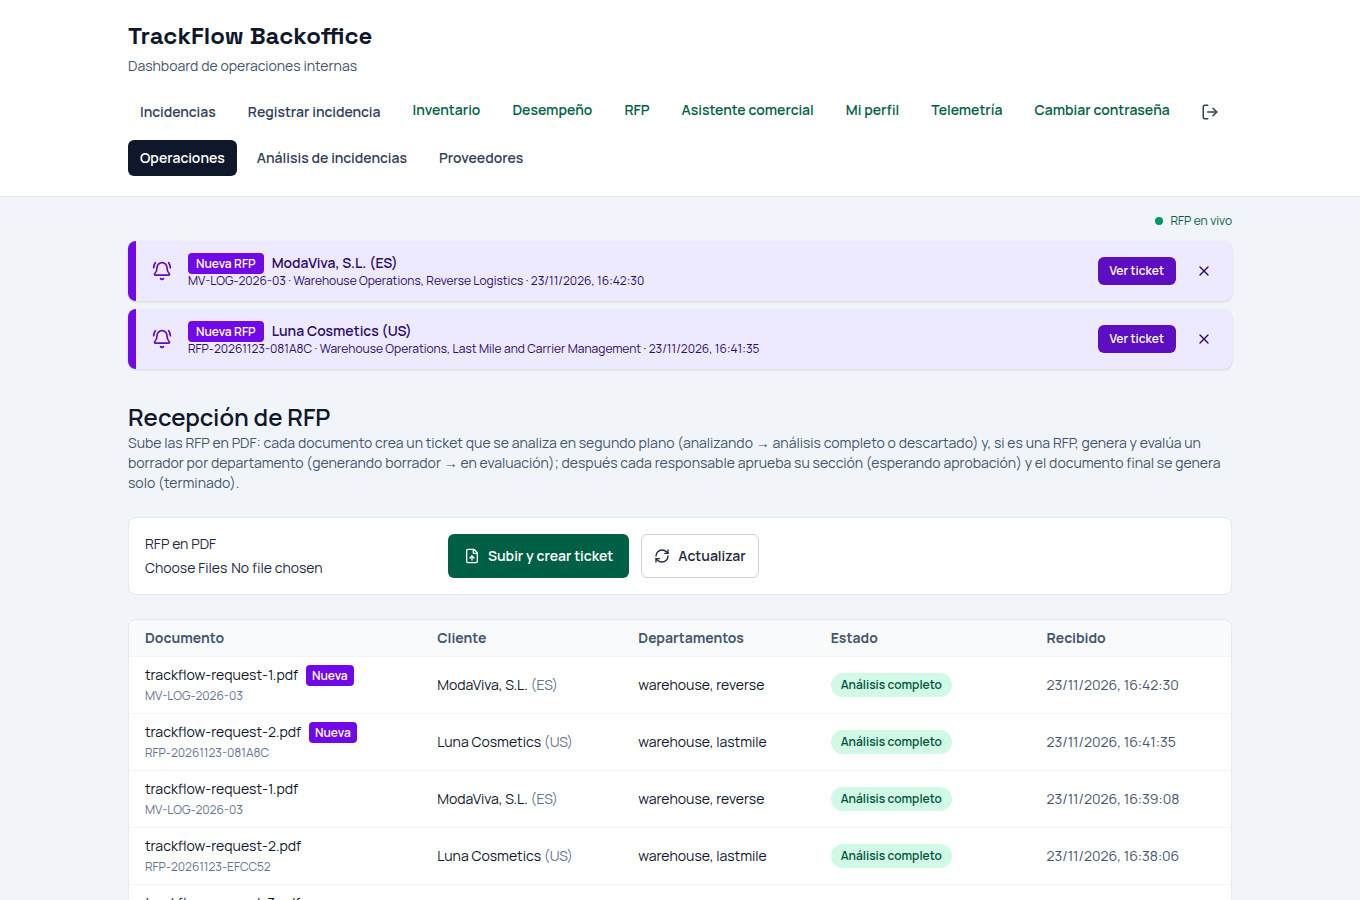 TrackFlow Backoffice
Dashboard de operaciones internas
Incidencias Registrar incidencia Inventario Desempeño RFP Asistente comercial Mi perfil Telemetría Cambiar contraseña
Operaciones Análisis de incidencias Proveedores
RFP en vivo
Nueva RFP ModaViva, S.L. (ES)
MV-LOG-2026-03 · Warehouse Operations, Reverse Logistics · 23/11/2026, 16:42:30
Ver ticket
Nueva RFP Luna Cosmetics (US)
RFP-20261123-081A8C · Warehouse Operations, Last Mile and Carrier Management · 23/11/2026, 16:41:35
Ver ticket
Recepción de RFP
Sube las RFP en PDF: cada documento crea un ticket que se analiza en segundo plano (analizando → análisis completo o descartado) y, si es una RFP, genera y evalúa un
borrador por departamento (generando borrador → en evaluación); después cada responsable aprueba su sección (esperando aprobación) y el documento final se genera
solo (terminado).
RFP en PDF
Choose Files No file chosen
Subir y crear ticket
Actualizar
Documento Cliente Departamentos Estado Recibido
trackflow-request-1.pdf Nueva
MV-LOG-2026-03
ModaViva, S.L. (ES) warehouse, reverse Análisis completo 23/11/2026, 16:42:30
trackflow-request-2.pdf Nueva
RFP-20261123-081A8C
Luna Cosmetics (US) warehouse, lastmile Análisis completo 23/11/2026, 16:41:35
trackflow-request-1.pdf
MV-LOG-2026-03
ModaViva, S.L. (ES) warehouse, reverse Análisis completo 23/11/2026, 16:39:08
trackflow-request-2.pdf
RFP-20261123-EFCC52
Luna Cosmetics (US) warehouse, lastmile Análisis completo 23/11/2026, 16:38:06